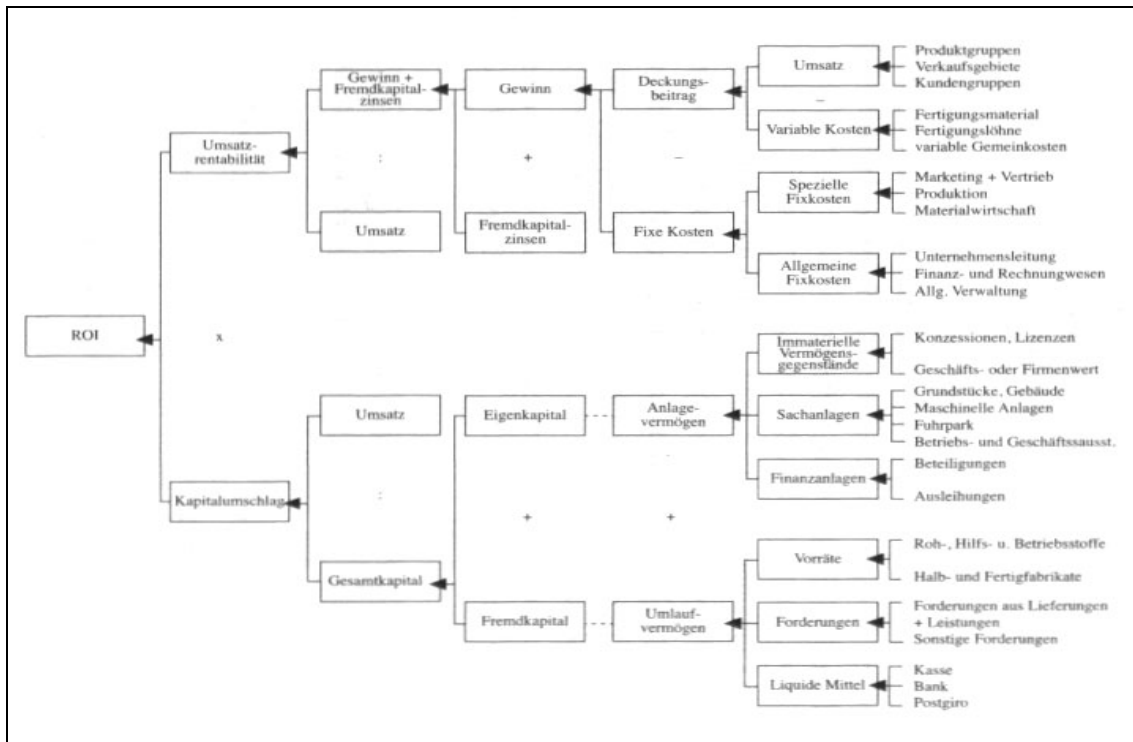 Produktgruppen
Umsatz
Verkaufsgebiete
Kundengruppen
Gewinn +
Fremdkapital-
zinsen
Gewinn
Deckungs-
beitrag
–
Variable Kosten
Fertigungsmaterial
Fertigungslöhne
variable Gemeinkosten
Umsatz-
rentabilität
:
+
–
Spezielle
Fixkosten
Marketing + Vertrieb
Produktion
Materialwirtschaft
Umsatz
Fremdkapital-
zinsen
Fixe Kosten
Allgemeine
Fixkosten
Unternehmensleitung
Finanz- und Rechnungwesen
Allg. Verwaltung
ROI
x
Immaterielle
Vermögens-
gegenstände
Konzessionen, Lizenzen
Geschäfts- oder Firmenwert
Umsatz
Eigenkapital
Anlage-
vermögen
Sachanlagen
Grundstücke, Gebäude
Maschinelle Anlagen
Fuhrpark
Betriebs- und Geschäftssausst.
Kapitalumschlag
:
+
+
Finanzanlagen
Beteiligungen
Ausleihungen
Vorräte
Roh-, Hilfs- u. Betriebsstoffe
Halb- und Fertigfabrikate
Gesamtkapital
Fremdkapital
Umlauf-
vermögen
Forderungen
Forderungen aus Lieferungen
+ Leistungen
Sonstige Forderungen
Liquide Mittel
Kasse
Bank
Postgiro